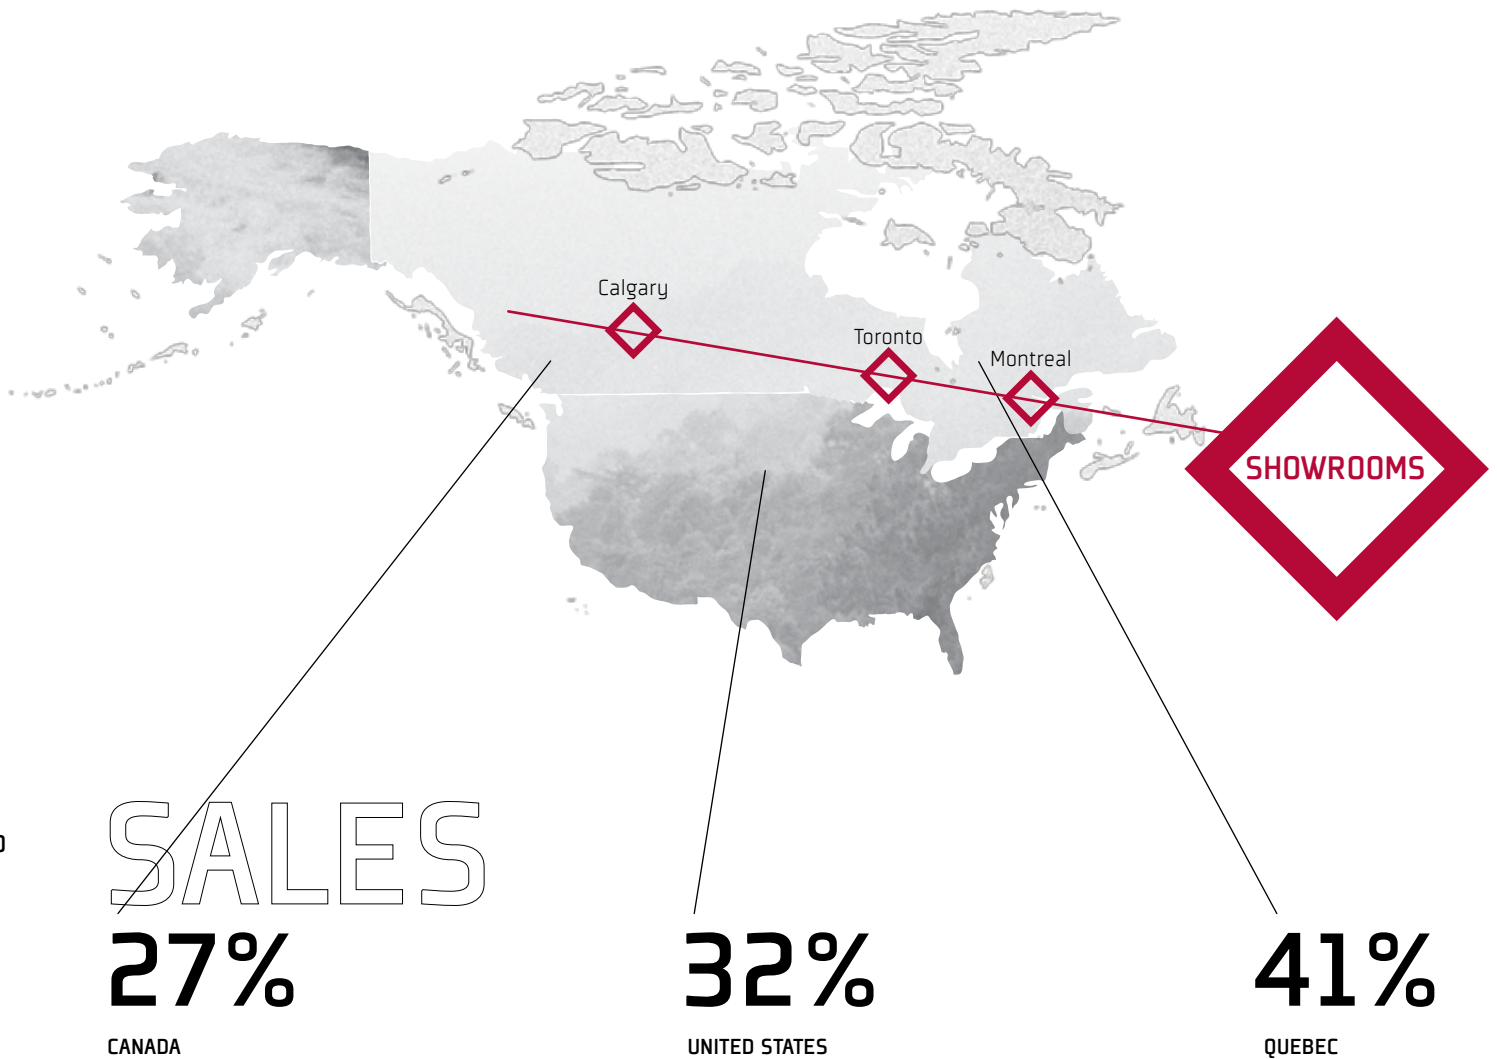 Calgary
Toronto
Montreal
SHOWROOMS
SALES
27%
32%
41%
CANADA
UNITED STATES
QUEBEC